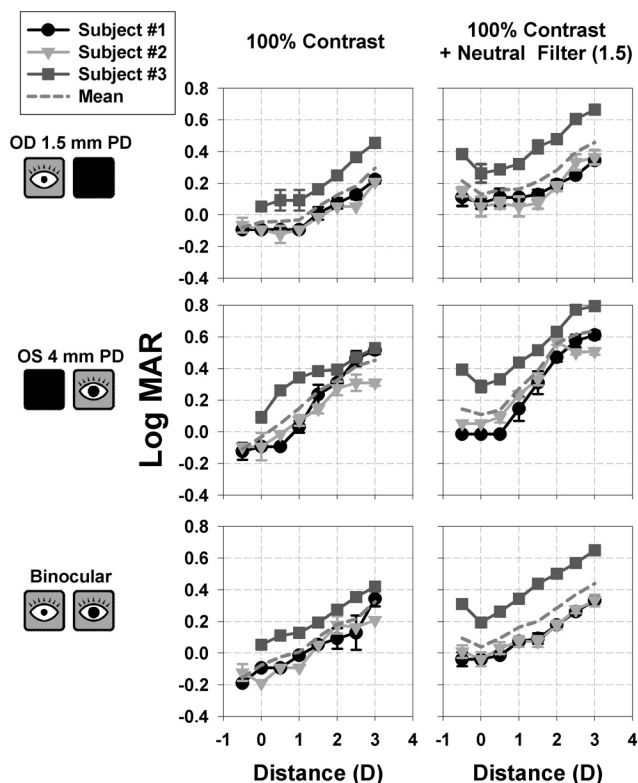 Subject #1
Subject #2
Subject #3
Mean
100% Contrast
100% Contrast
+ Neutral Filter (1.5)
OD 1.5 mm PD
0.8
0.6
0.4
0.2
0.0
-0.2
-0.4
OS 4 mm PD
0.8
0.6
0.4
0.2
0.0
-0.2
-0.4
Log MAR
Binocular
0.8
0.6
0.4
0.2
0.0
-0.2
-0.4
-1 0 1 2 3 4
-1 0 1 2 3 4
Distance (D)
Distance (D)